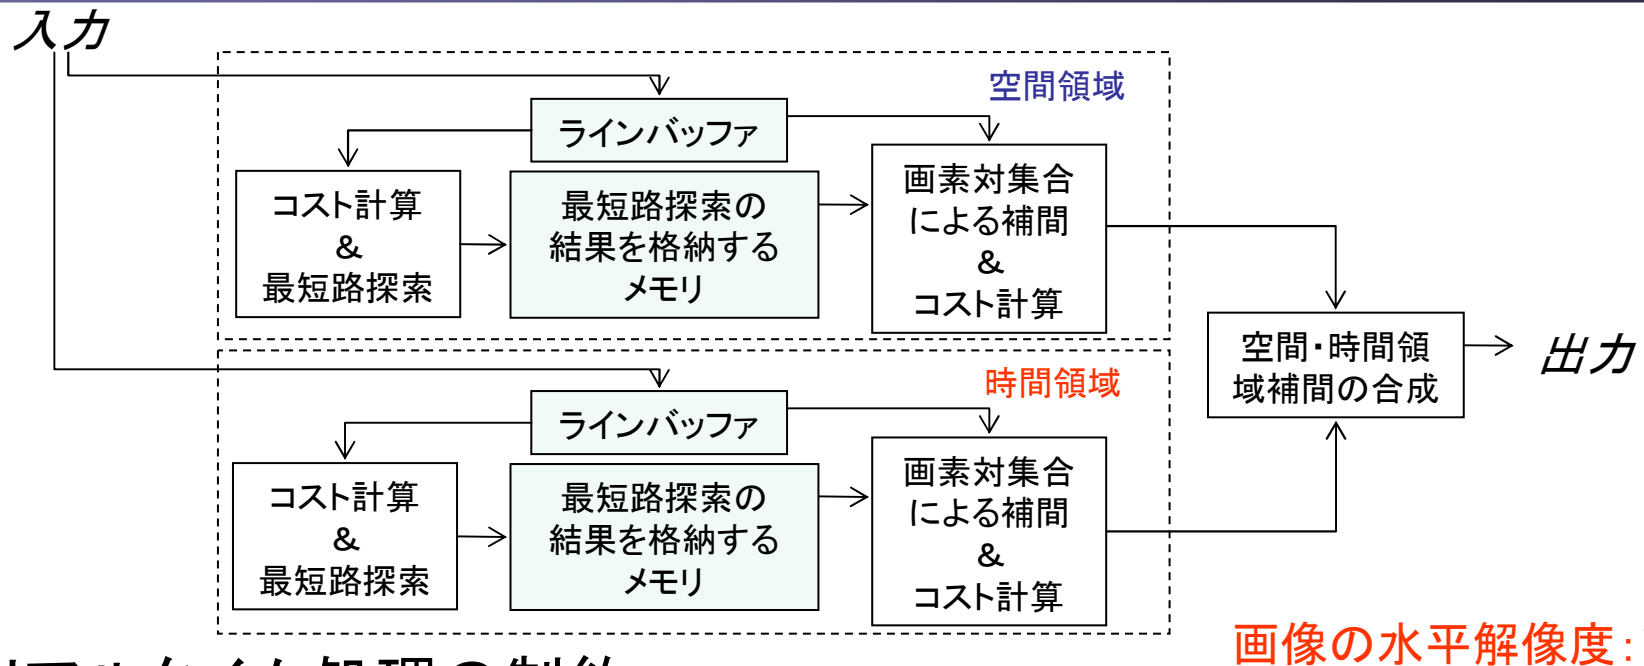 入力
空間領域
ラインバッファ
コスト計算
&
最短路探索
最短路探索の
結果を格納する
メモリ
画素対集合
による補間
&
コスト計算
空間・時間領
域補間の合成
出力
時間領域
ラインバッファ
コスト計算
&
最短路探索
最短路探索の
結果を格納する
メモリ
画素対集合
による補間
&
コスト計算
画像の水平解像度: